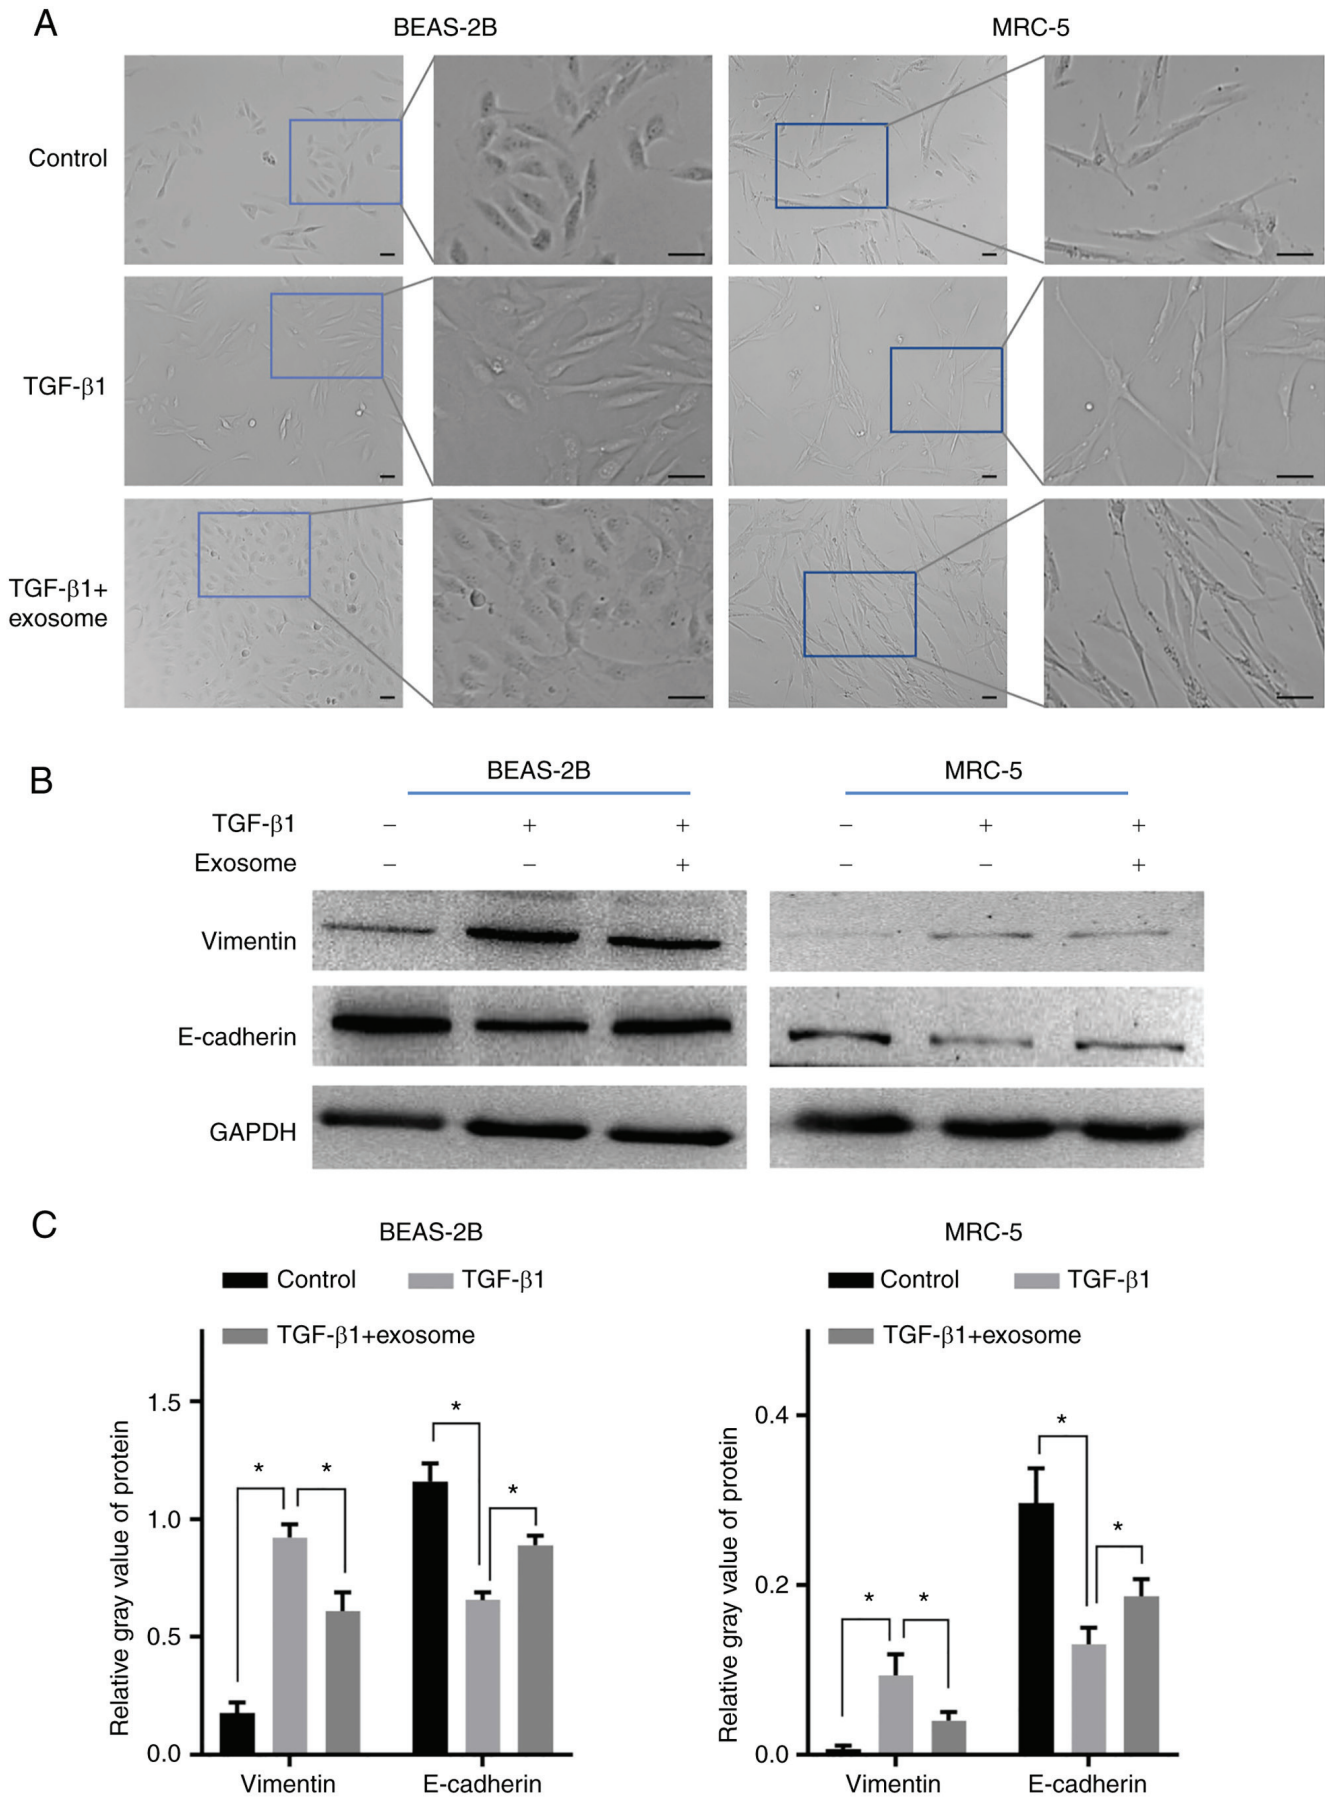 A
BEAS-2B
MRC-5
Control
TGF-β1
TGF-β1+
exosome
B
BEAS-2B
MRC-5
TGF-β1 − + + − + +
Exosome − − + − − +
Vimentin
E-cadherin
GAPDH
C
BEAS-2B
Control
TGF-β1
TGF-β1+exosome
Relative gray value of protein
1.5
1.0
0.5
0.0
*
*
*
*
Vimentin
E-cadherin
MRC-5
Control
TGF-β1
TGF-β1+exosome
Relative gray value of protein
0.4
0.2
0.0
*
*
*
*
Vimentin
E-cadherin